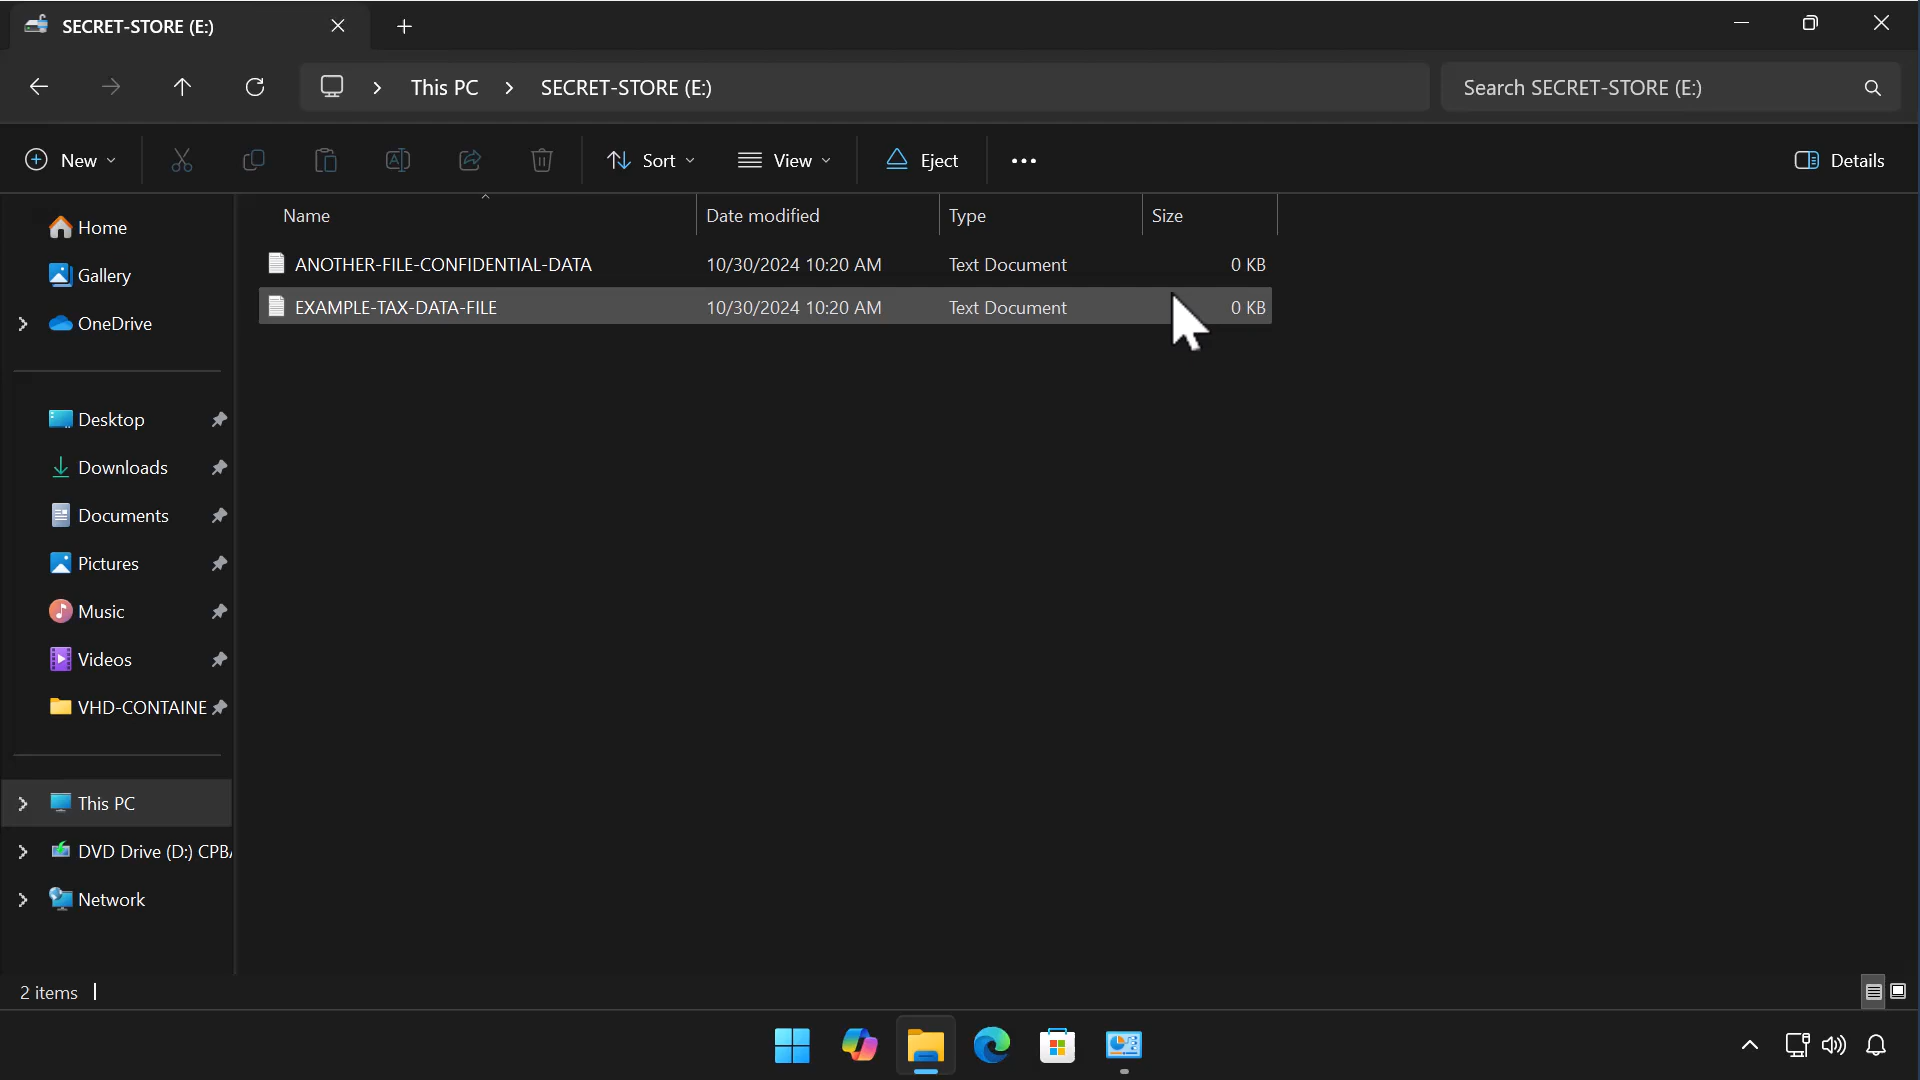 SECRET-STORE (E:)
This PC > SECRET-STORE (E:)
Search SECRET-STORE (E:)
New
Sort
View
Eject
Details
Name
Date modified
Type
Size
ANOTHER-FILE-CONFIDENTIAL-DATA 10/30/2024 10:20 AM Text Document 0 KB
EXAMPLE-TAX-DATA-FILE 10/30/2024 10:20 AM Text Document 0 KB
Home
Gallery
OneDrive
Desktop
Downloads
Documents
Pictures
Music
Videos
VHD-CONTAINE
This PC
DVD Drive (D:) CPBA
Network
2 items